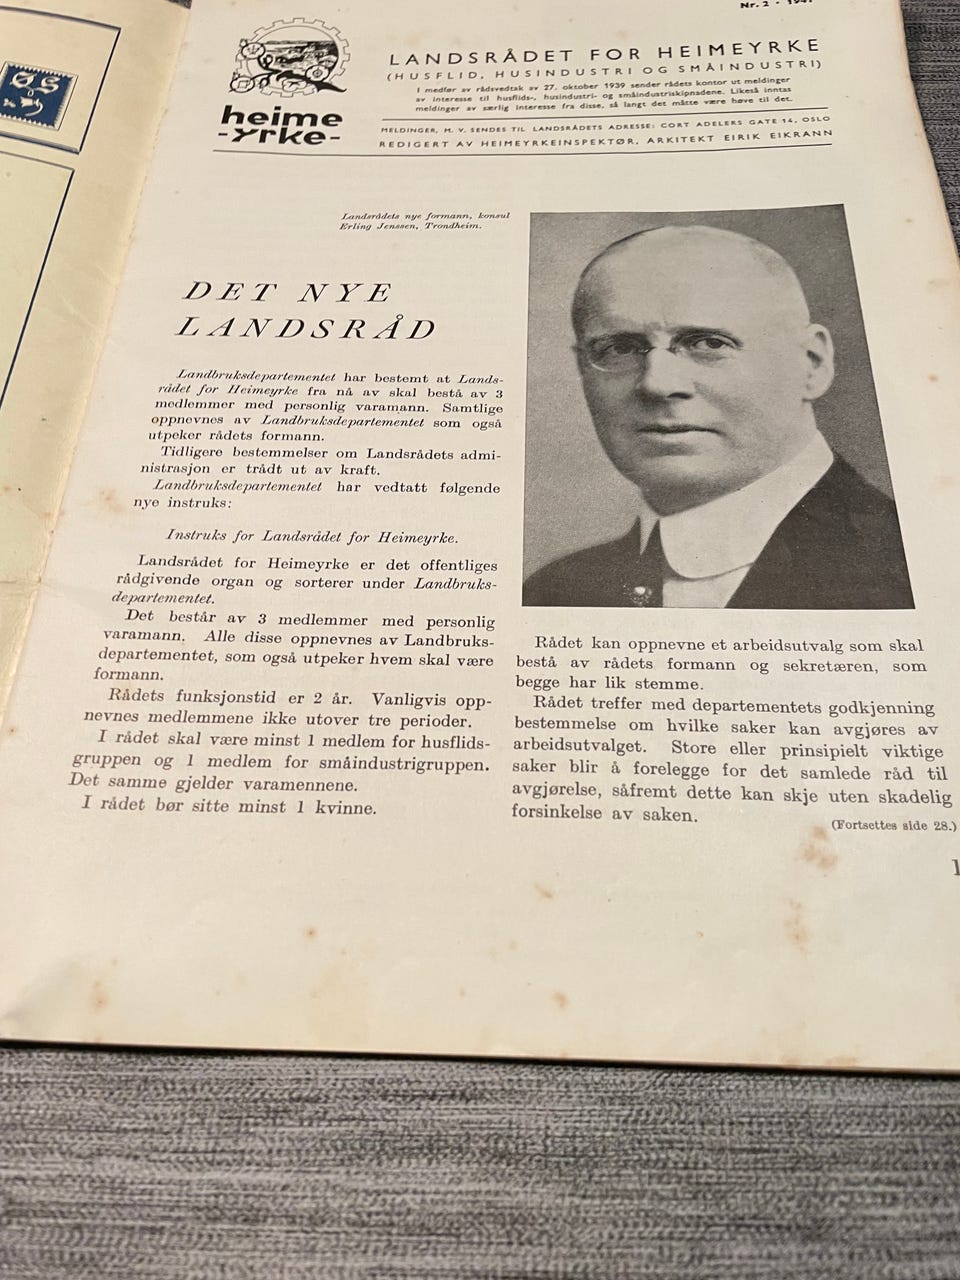 Nr. 2 · 1941
LANDSRÅDET FOR HEIMEYRKE
(HUSFLID, HUSINDUSTRI OG SMÅINDUSTRI)
I medfør av rådsvedtak av 27. oktober 1939 sender rådets kontor ut meldinger
av interesse til husflids-, husindustri- og småindustrikipnadene. Likeså inntas
meldinger av særlig interesse fra disse, så langt det måtte være høve til det.
MELDINGER, M. V. SENDES TIL LANDSRÅDETS ADRESSE: CORT ADELERS GATE 14, OSLO
REDIGERT AV HEIMEYRKEINSPEKTØR, ARKITEKT EIRIK EIKRANN
heime
-yrke-
ØS
Landsrådets nye formann, konsul
Erling Jenssen, Trondheim.
DET NYE
LANDSRÅD
Landbruksdepartementet har bestemt at Lands-
rådet for Heimeyrke fra nå av skal bestå av 3
medlemmer med personlig varamann. Samtlige
oppnevnes av Landbruksdepartementet som også
utpeker rådets formann.
Tidligere bestemmelser om Landsrådets admi-
nistrasjon er trådt ut av kraft.
Landbruksdepartementet har vedtatt følgende
nye instruks:
Instruks for Landsrådet for Heimeyrke.
Landsrådet for Heimeyrke er det offentliges
rådgivende organ og sorterer under Landbruks-
departementet.
Det består av 3 medlemmer med personlig
varamann. Alle disse oppnevnes av Landbruks-
departementet, som også utpeker hvem skal være
formann.
Rådets funksjonstid er 2 år. Vanligvis opp-
nevnes medlemmene ikke utover tre perioder.
I rådet skal være minst 1 medlem for husflids-
gruppen og 1 medlem for småindustrigruppen.
Det samme gjelder varamennene.
I rådet bør sitte minst 1 kvinne.
Rådet kan oppnevne et arbeidsutvalg som skal
bestå av rådets formann og sekretæren, som
begge har lik stemme.
Rådet treffer med departementets godkjenning
bestemmelse om hvilke saker kan avgjøres av
arbeidsutvalget. Store eller prinsipielt viktige
saker blir å forelegge for det samlede råd til
avgjørelse, såfremt dette kan skje uten skadelig
forsinkelse av saken.
(Fortsettes side 28.)